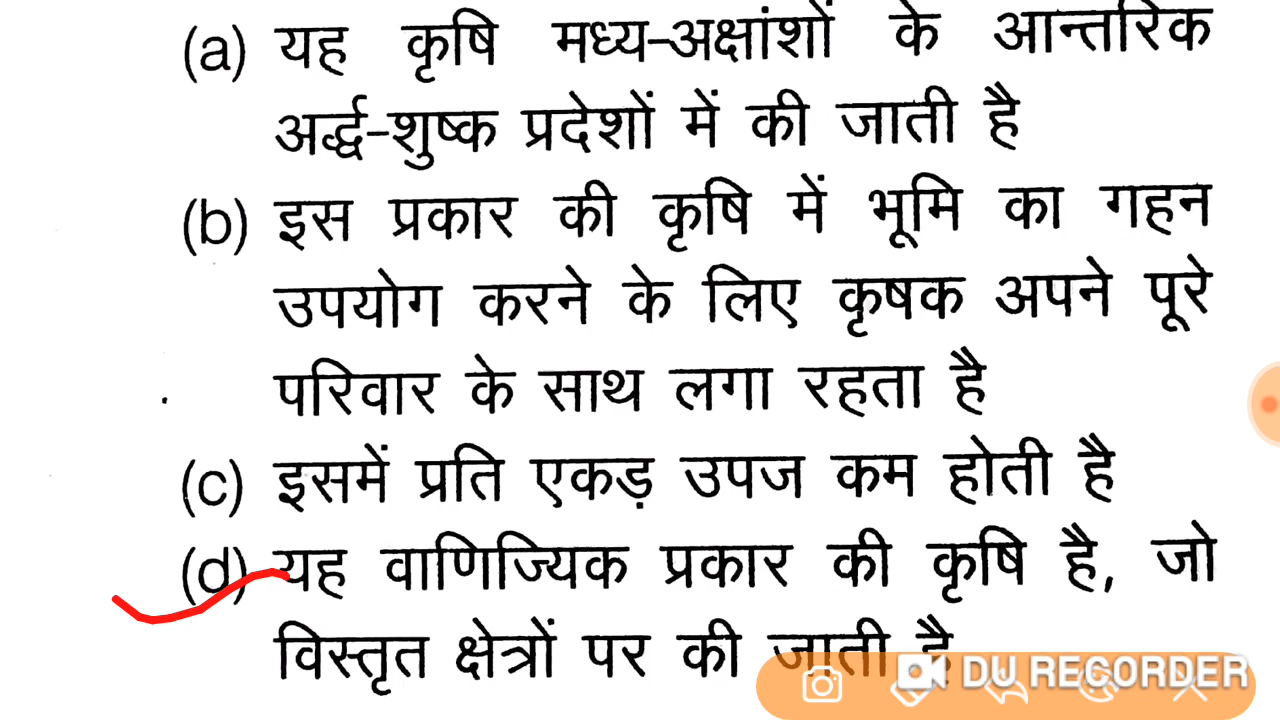 (a) यह कृषि मध्य-अक्षांशों के आन्तरिक
अर्द्ध-शुष्क प्रदेशों में की जाती है
(b) इस प्रकार की कृषि में भूमि का गहन
उपयोग करने के लिए कृषक अपने पूरे
परिवार के साथ लगा रहता है
(c) इसमें प्रति एकड़ उपज कम होती है
(d) यह वाणिज्यिक प्रकार की कृषि है, जो
विस्तृत क्षेत्रों पर की जाती है
DU RECORDER